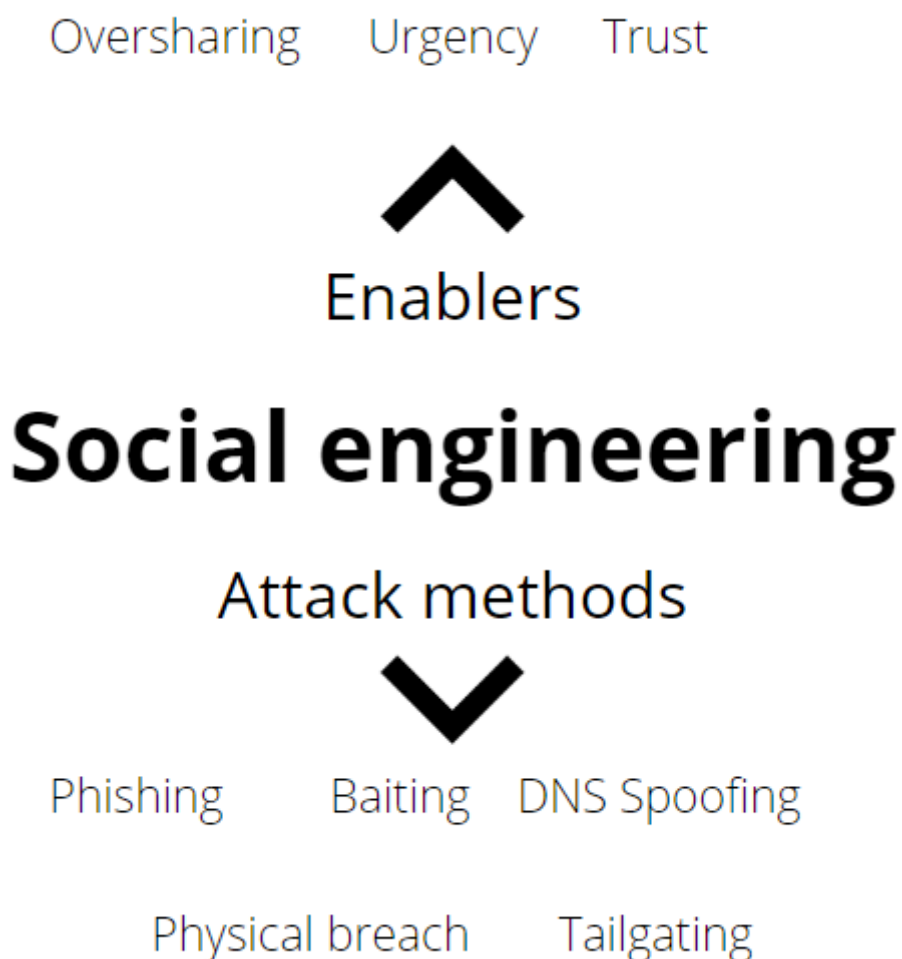 Oversharing Urgency Trust
Enablers
Social engineering
Attack methods
Phishing Baiting DNS Spoofing
Physical breach Tailgating